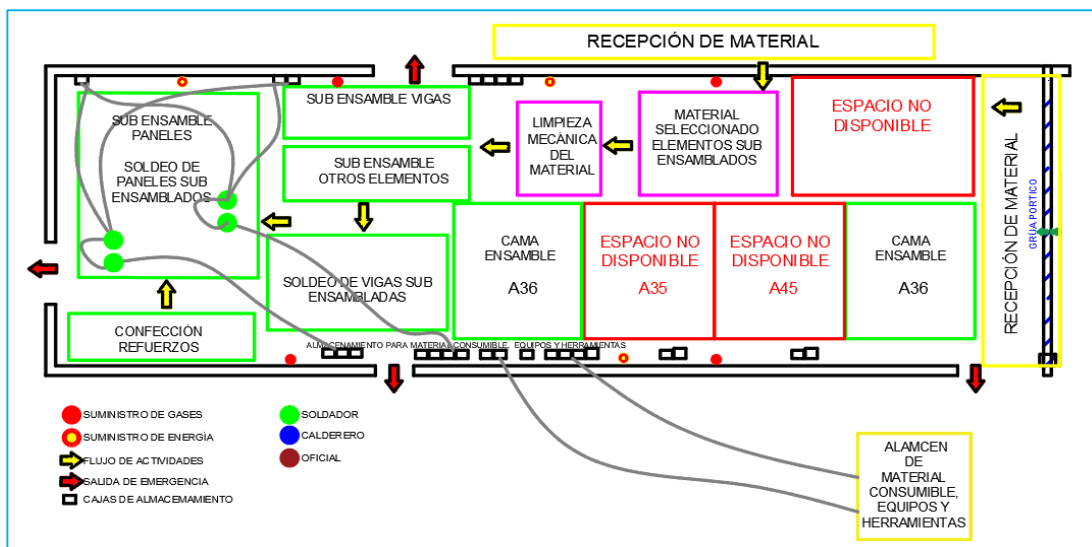 RECEPCIÓN DE MATERIAL
SUB ENSAMBLE
PANELES
SOLDEO DE
PANELES SUB
ENSAMBLADOS
SUB ENSAMBLE VIGAS
SUB ENSAMBLE
OTROS ELEMENTOS
LIMPIEZA
MECÀNICA
DEL
MATERIAL
MATERIAL
SELECCIONADO
ELEMENTOS SUB
ENSAMBLADOS
ESPACIO NO
DISPONIBLE
RECEPCIÓN DE MATERIAL
GRÚA PORTICO
SOLDEO DE VIGAS SUB
ENSAMBLADAS
CAMA
ENSAMBLE
A36
ESPACIO NO
DISPONIBLE
A35
ESPACIO NO
DISPONIBLE
A45
CAMA
ENSAMBLE
A36
CONFECCIÓN
REFUERZOS
ALMACENAMIENTO PARA MATERIAL CONSUMIBLE, EQUIPOS Y HERRAMIENTAS
SUMINISTRO DE GASES
SUMINISTRO DE ENERGÌA
FLUJO DE ACTIVIDADES
SALIDA DE EMERGENCIA
CAJAS DE ALMACEMAMIENTO
SOLDADOR
CALDERERO
OFICIAL
ALAMCEN
DE
MATERIAL
CONSUMIBLE,
EQUIPOS Y
HERRAMIENTAS